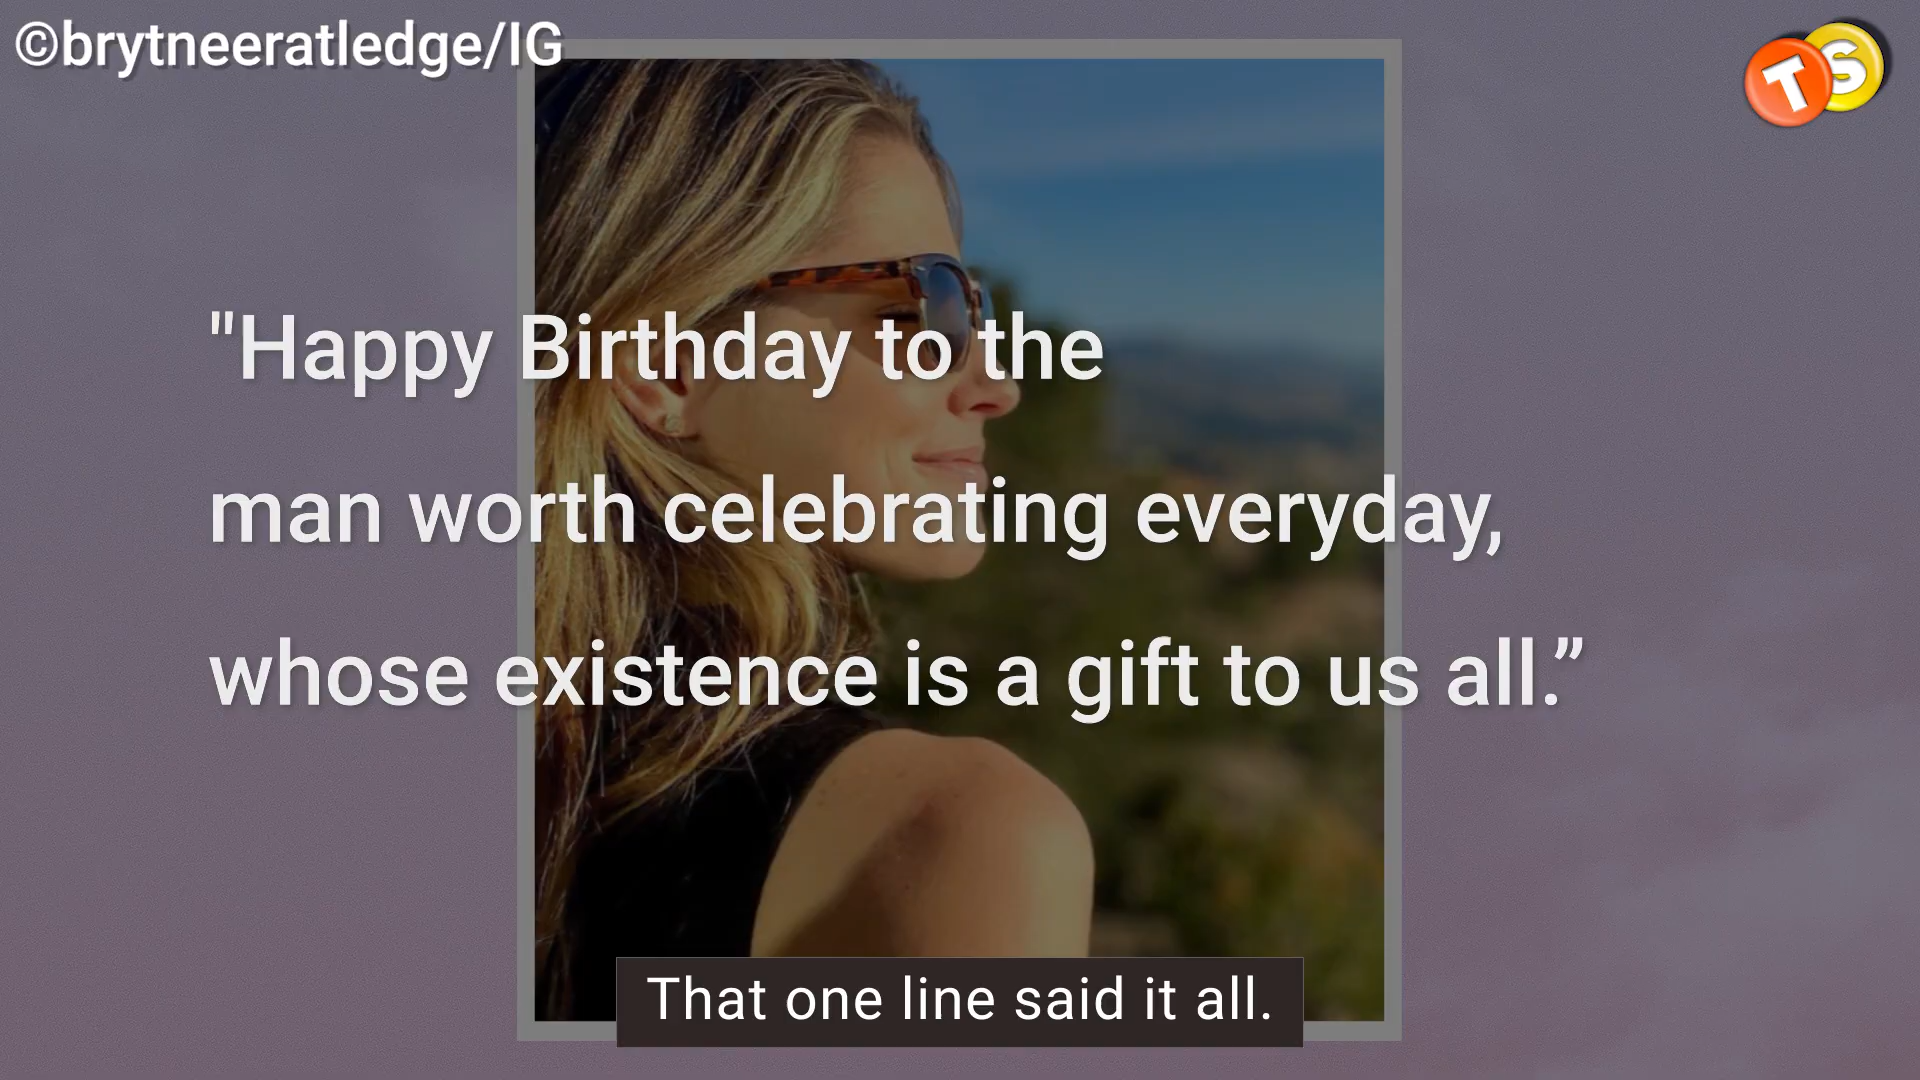 ©brytneeratledge/IG
TS
"Happy Birthday to the
man worth celebrating everyday,
whose existence is a gift to us all.”
That one line said it all.